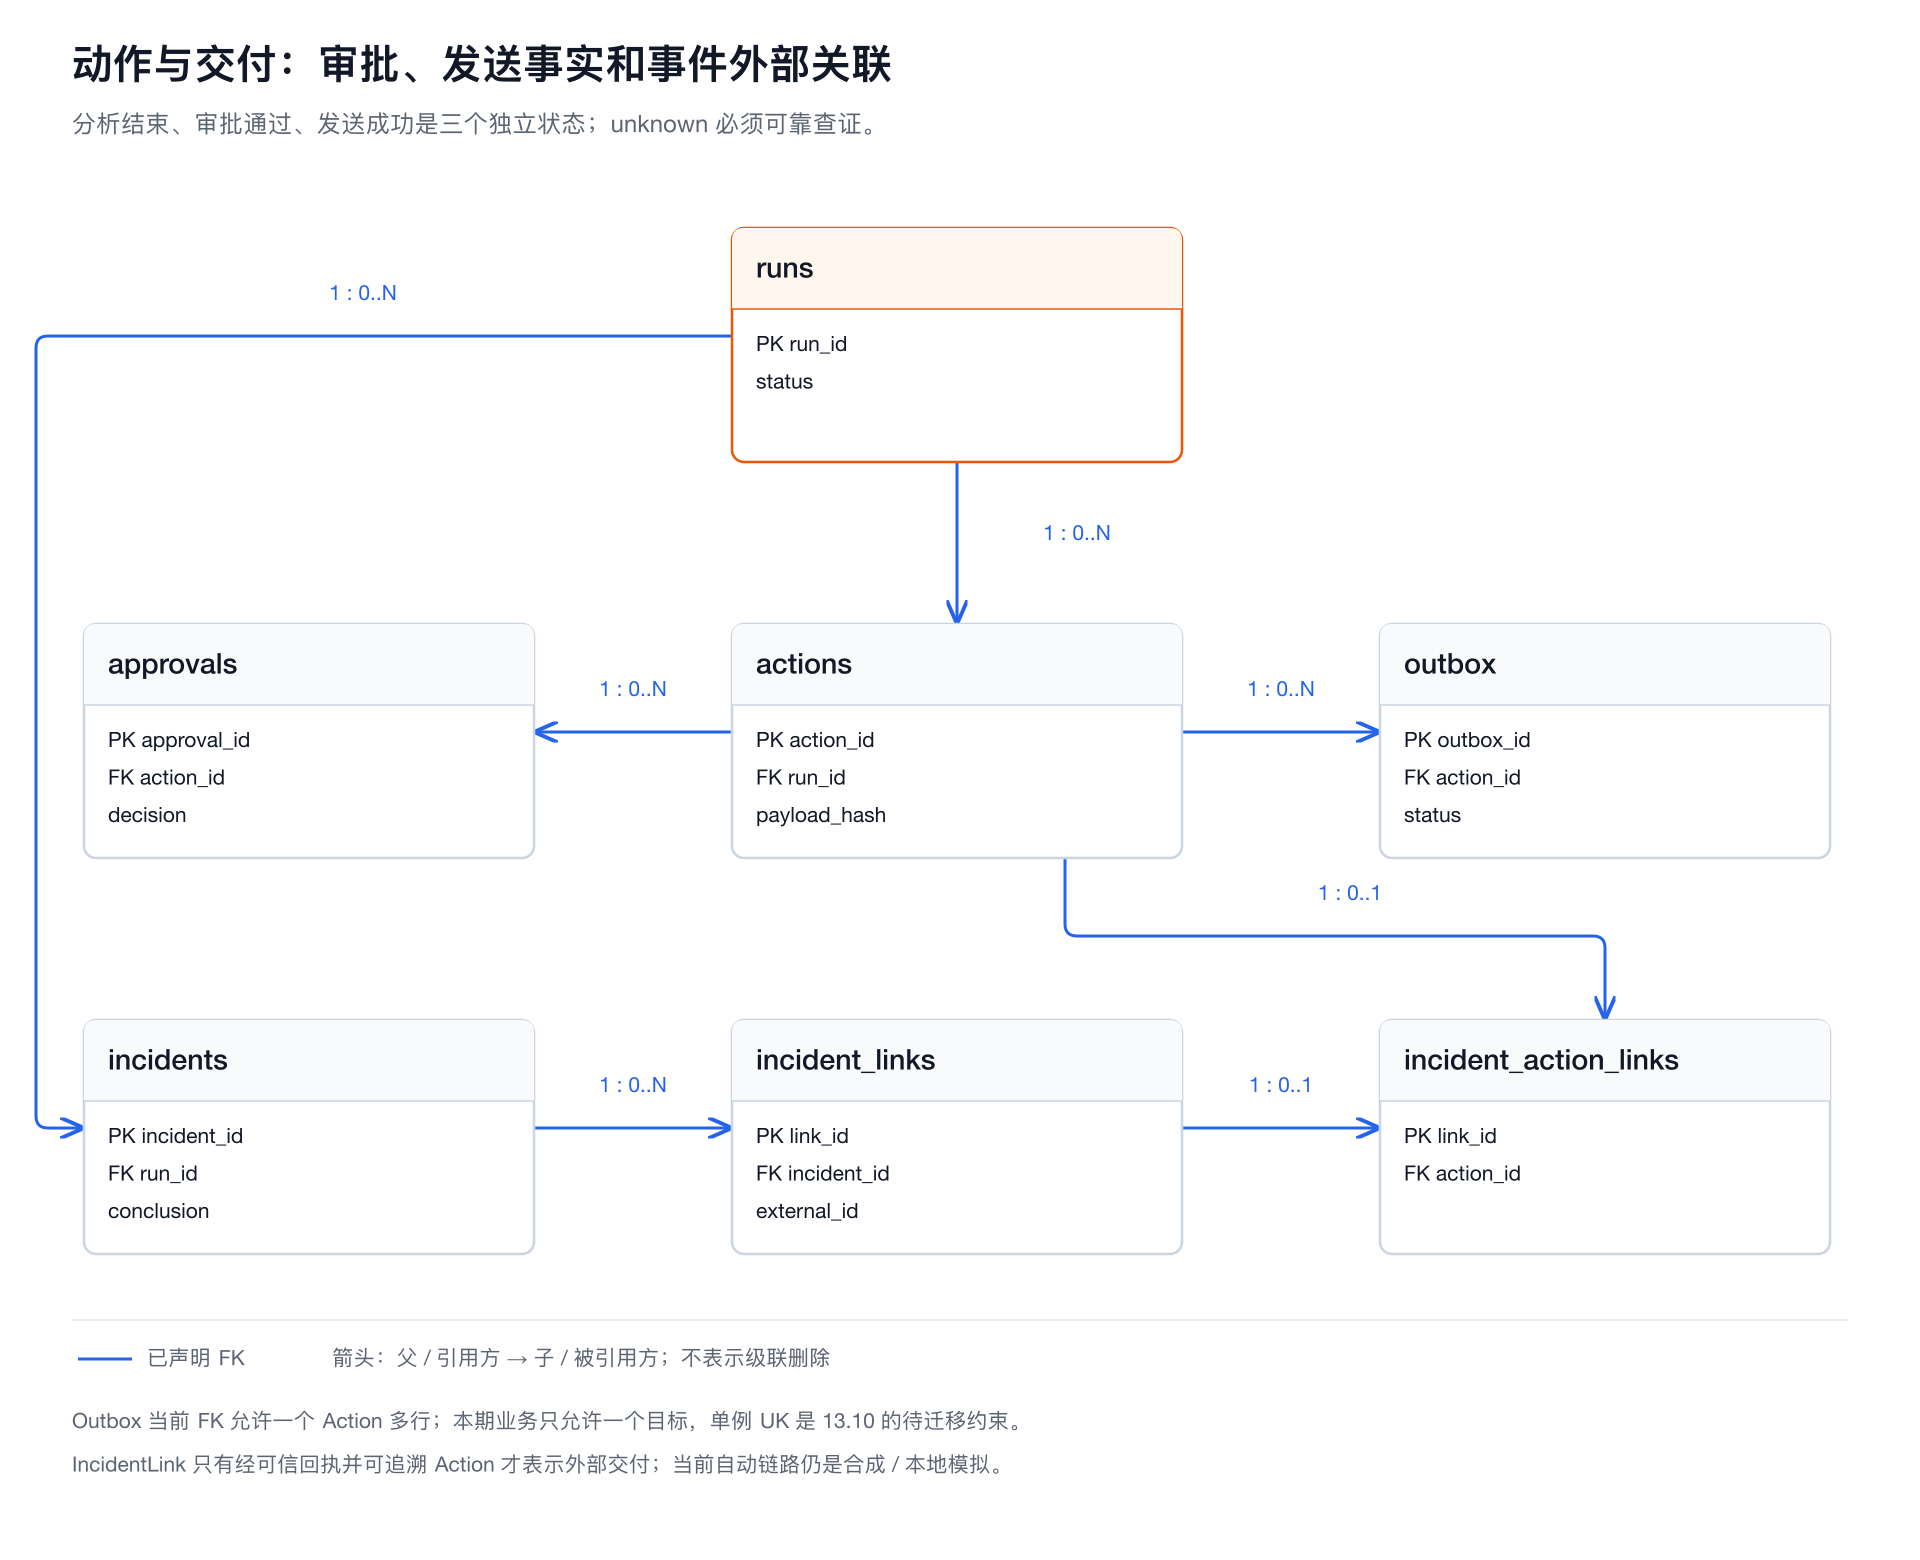 动作与交付：审批、发送事实和事件外部关联
分析结束、审批通过、发送成功是三个独立状态；unknown 必须可靠查证。
runs
PK run_id
status
1 : 0..N
1 : 0..N
approvals
PK approval_id
FK action_id
decision
1 : 0..N
actions
PK action_id
FK run_id
payload_hash
1 : 0..N
outbox
PK outbox_id
FK action_id
status
1 : 0..1
incidents
PK incident_id
FK run_id
conclusion
1 : 0..N
incident_links
PK link_id
FK incident_id
external_id
1 : 0..1
incident_action_links
PK link_id
FK action_id
已声明 FK
箭头：父 / 引用方 → 子 / 被引用方；不表示级联删除
Outbox 当前 FK 允许一个 Action 多行；本期业务只允许一个目标，单例 UK 是 13.10 的待迁移约束。
IncidentLink 只有经可信回执并可追溯 Action 才表示外部交付；当前自动链路仍是合成 / 本地模拟。